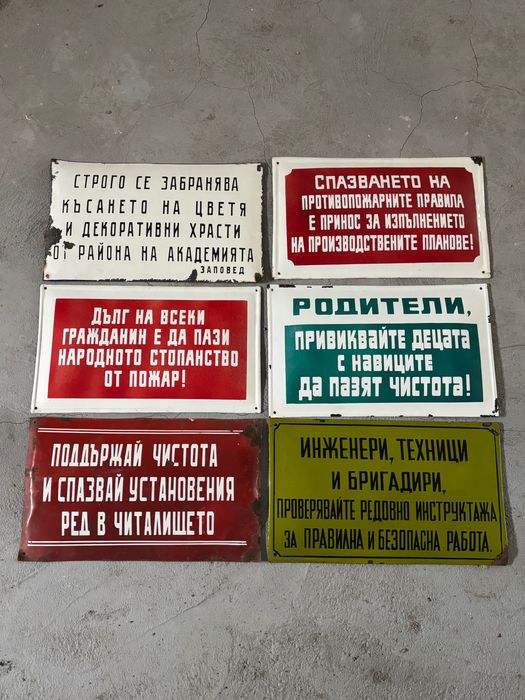 СТРОГО СЕ ЗАБРАНЯВА
КЪСАНЕТО НА ЦВЕТЯ
И ДЕКОРАТИВНИ ХРАСТИ
ОТ РАЙОНА НА АКАДЕМИЯТА
ЗАПОВЕД
СПАЗВАНЕТО НА
ПРОТИВОПОЖАРНИТЕ ПРАВИЛА
Е ПРИНОС ЗА ИЗПЪЛНЕНИЕТО
НА ПРОИЗВОДСТВЕНИТЕ ПЛАНОВЕ!
ДЪЛГ НА ВСЕКИ
ГРАЖДАНИН Е ДА ПАЗИ
НАРОДНОТО СТОПАНСТВО
ОТ ПОЖАР!
РОДИТЕЛИ,
ПРИВИКВАЙТЕ ДЕЦАТА
С НАВИЦИТЕ
ДА ПАЗЯТ ЧИСТОТА!
ПОДДЪРЖАЙ ЧИСТОТА
И СПАЗВАЙ УСТАНОВЕНИЯ
РЕД В ЧИТАЛИЩЕТО
ИНЖЕНЕРИ, ТЕХНИЦИ
И БРИГАДИРИ,
ПРОВЕРЯВАЙТЕ РЕДОВНО ИНСТРУКТАЖА
ЗА ПРАВИЛНА И БЕЗОПАСНА РАБОТА.